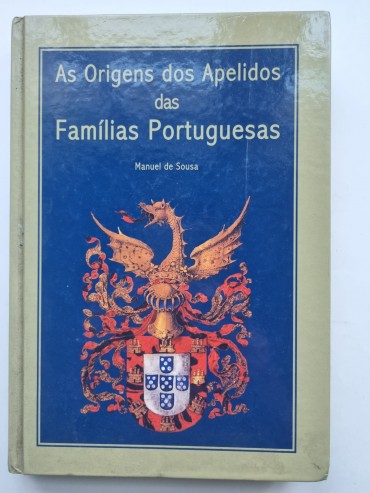 As Origens dos Apelidos
das
Famílias Portuguesas
Manuel de Sousa